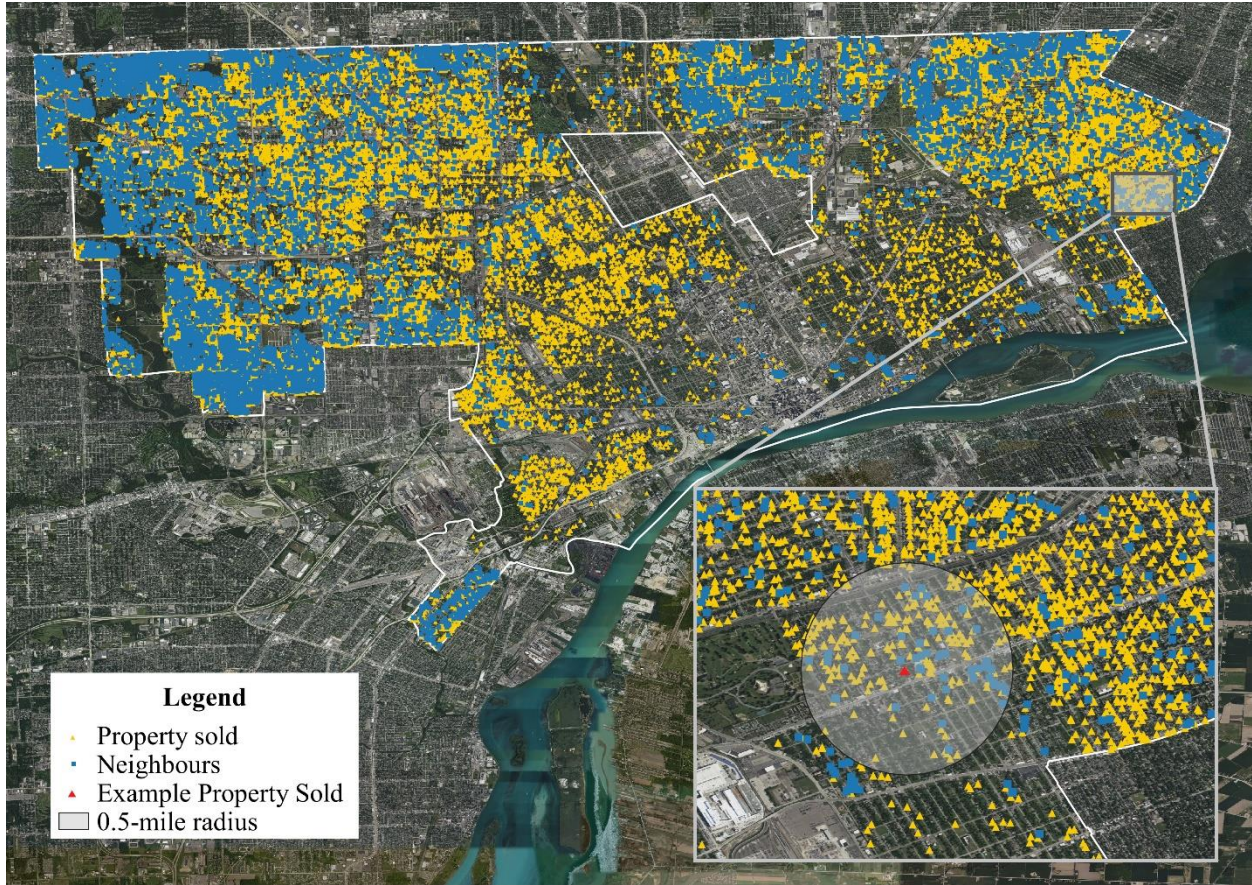 Legend
Property sold
Neighbours
Example Property Sold
0.5-mile radius